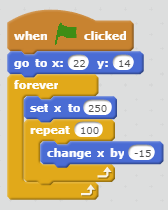 when clicked
go to x: 22 y: 14
forever
set x to 250
repeat 100
change x by -15